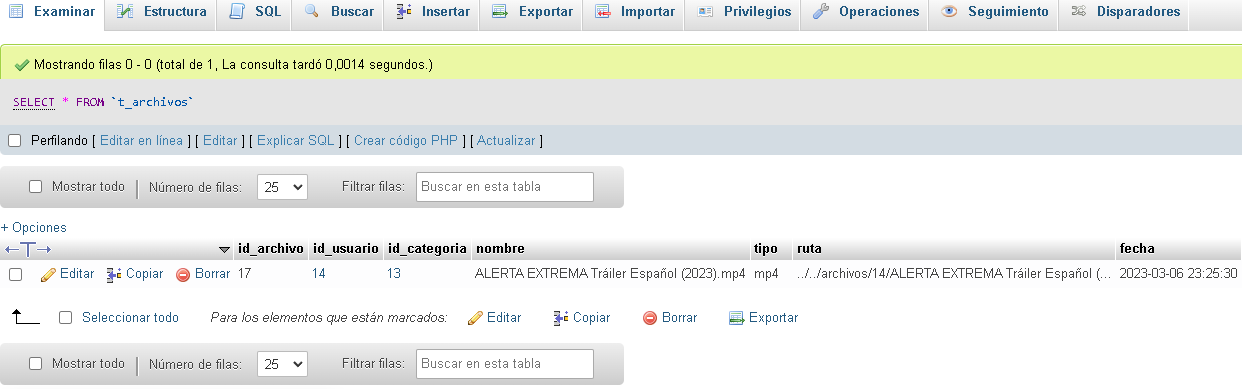 Examinar Estructura SQL Buscar Insertar Exportar Importar Privilegios Operaciones Seguimiento Disparadores
Mostrando filas 0 - 0 (total de 1, La consulta tardó 0,0014 segundos.)
SELECT * FROM `t_archivos`
Perfilando [ Editar en línea ] [ Editar ] [ Explicar SQL ] [ Crear código PHP ] [ Actualizar ]
Mostrar todo Número de filas: 25 Filtrar filas: Buscar en esta tabla
+ Opciones
id_archivo id_usuario id_categoria nombre tipo ruta fecha
Editar Copiar Borrar 17 14 13 ALERTA EXTREMA Tráiler Español (2023).mp4 mp4 ../../archivos/14/ALERTA EXTREMA Tráiler Español (... 2023-03-06 23:25:30
Seleccionar todo Para los elementos que están marcados: Editar Copiar Borrar Exportar
Mostrar todo Número de filas: 25 Filtrar filas: Buscar en esta tabla